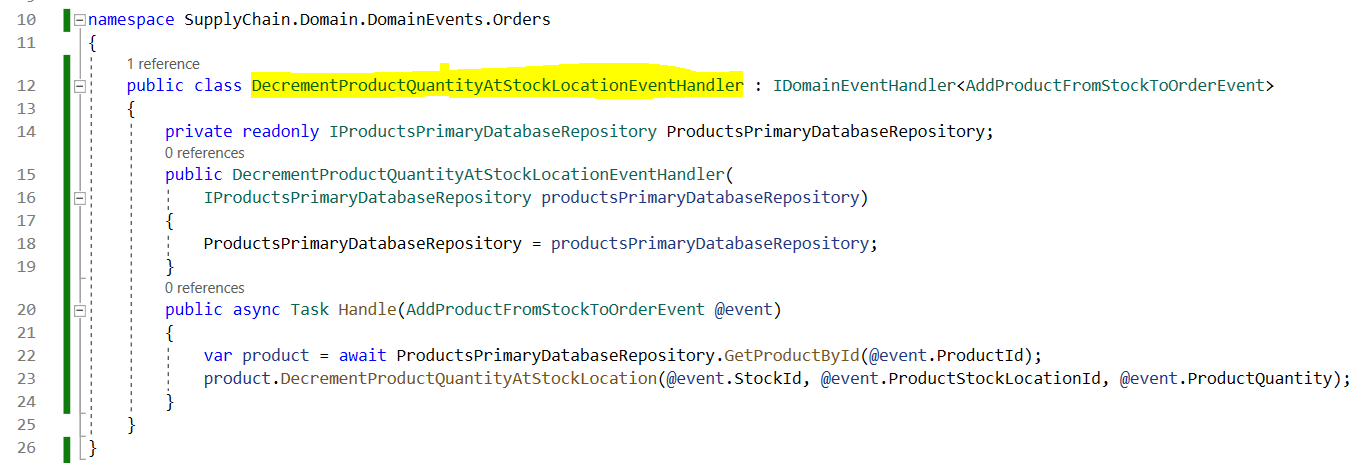 10 namespace SupplyChain.Domain.DomainEvents.Orders
11 {
1 reference
12 public class DecrementProductQuantityAtStockLocationEventHandler : IDomainEventHandler<AddProductFromStockToOrderEvent>
13 {
14 private readonly IProductsPrimaryDatabaseRepository ProductsPrimaryDatabaseRepository;
0 references
15 public DecrementProductQuantityAtStockLocationEventHandler(
16 IProductsPrimaryDatabaseRepository productsPrimaryDatabaseRepository)
17 {
18 ProductsPrimaryDatabaseRepository = productsPrimaryDatabaseRepository;
19 }
0 references
20 public async Task Handle(AddProductFromStockToOrderEvent @event)
21 {
22 var product = await ProductsPrimaryDatabaseRepository.GetProductById(@event.ProductId);
23 product.DecrementProductQuantityAtStockLocation(@event.StockId, @event.ProductStockLocationId, @event.ProductQuantity);
24 }
25 }
26 }